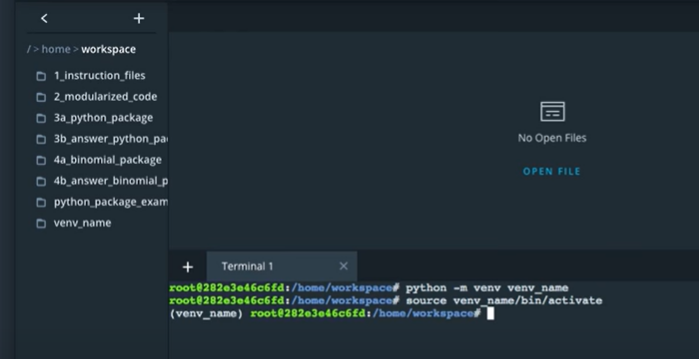 / > home > workspace
1_instruction_files
2_modularized_code
3a_python_package
3b_answer_python_pa
4a_binomial_package
4b_answer_binomial_p
python_package_exam
venv_name
No Open Files
OPEN FILE
Terminal 1
root@282e3e46c6fd:/home/workspace# python -m venv venv_name
root@282e3e46c6fd:/home/workspace# source venv_name/bin/activate
(venv_name) root@282e3e46c6fd:/home/workspace#